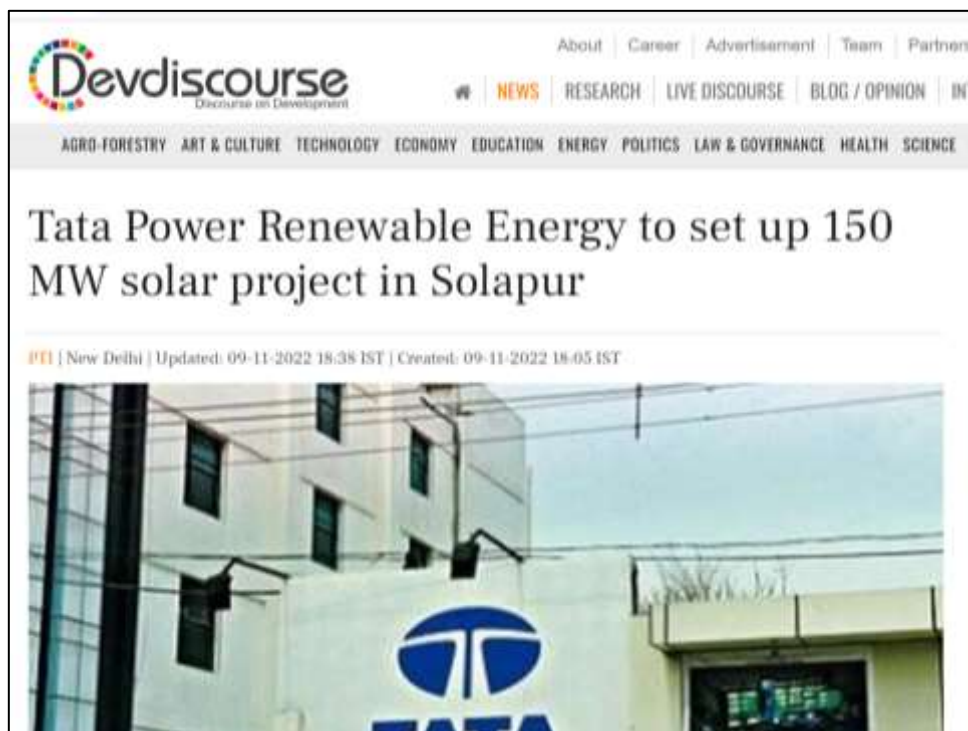 About Career Advertisement Team Partners
Devdiscourse
Discourse on Development
NEWS RESEARCH LIVE DISCOURSE BLOG / OPINION IN
AGRO-FORESTRY ART & CULTURE TECHNOLOGY ECONOMY EDUCATION ENERGY POLITICS LAW & GOVERNANCE HEALTH SCIENCE
Tata Power Renewable Energy to set up 150
MW solar project in Solapur
PTI | New Delhi | Updated: 09-11-2022 18:38 IST | Created: 09-11-2022 18:05 IST
TATA